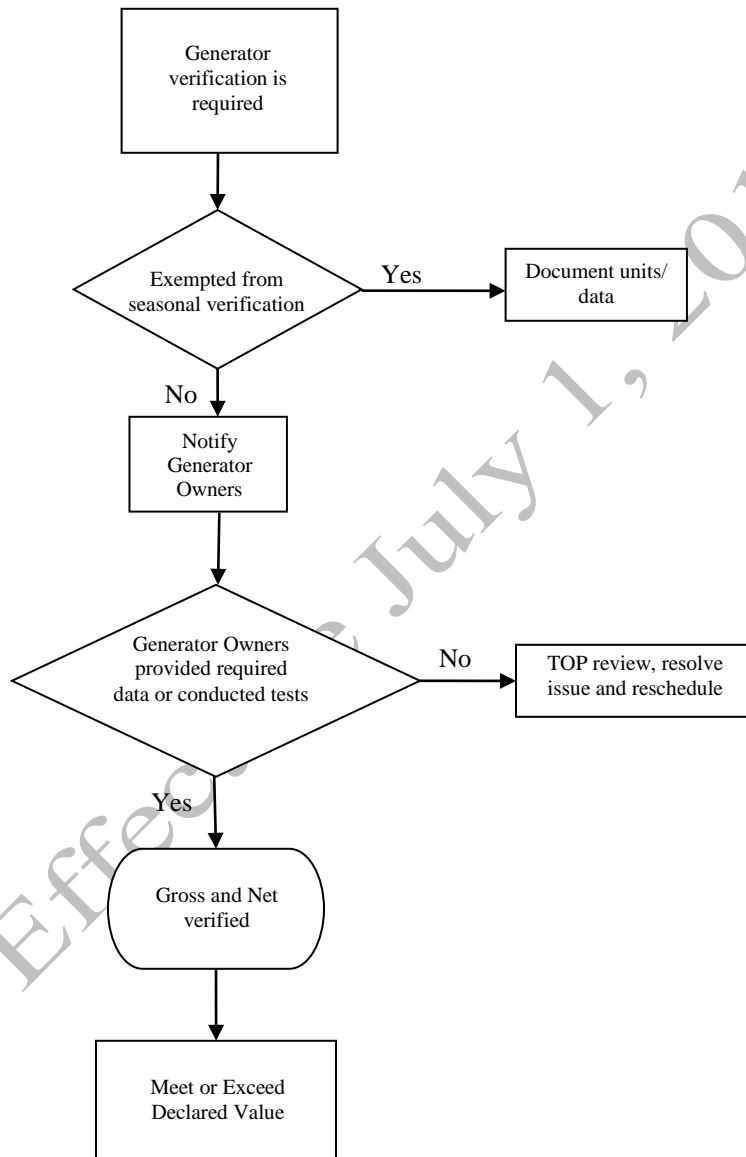 Generator
verification is
required
Exempted from
seasonal verification
Yes
Document units/
data
No
Notify
Generator
Owners
Generator Owners
provided required
data or conducted tests
No
TOP review, resolve
issue and reschedule
Yes
Gross and Net
verified
Meet or Exceed
Declared Value
July 1,